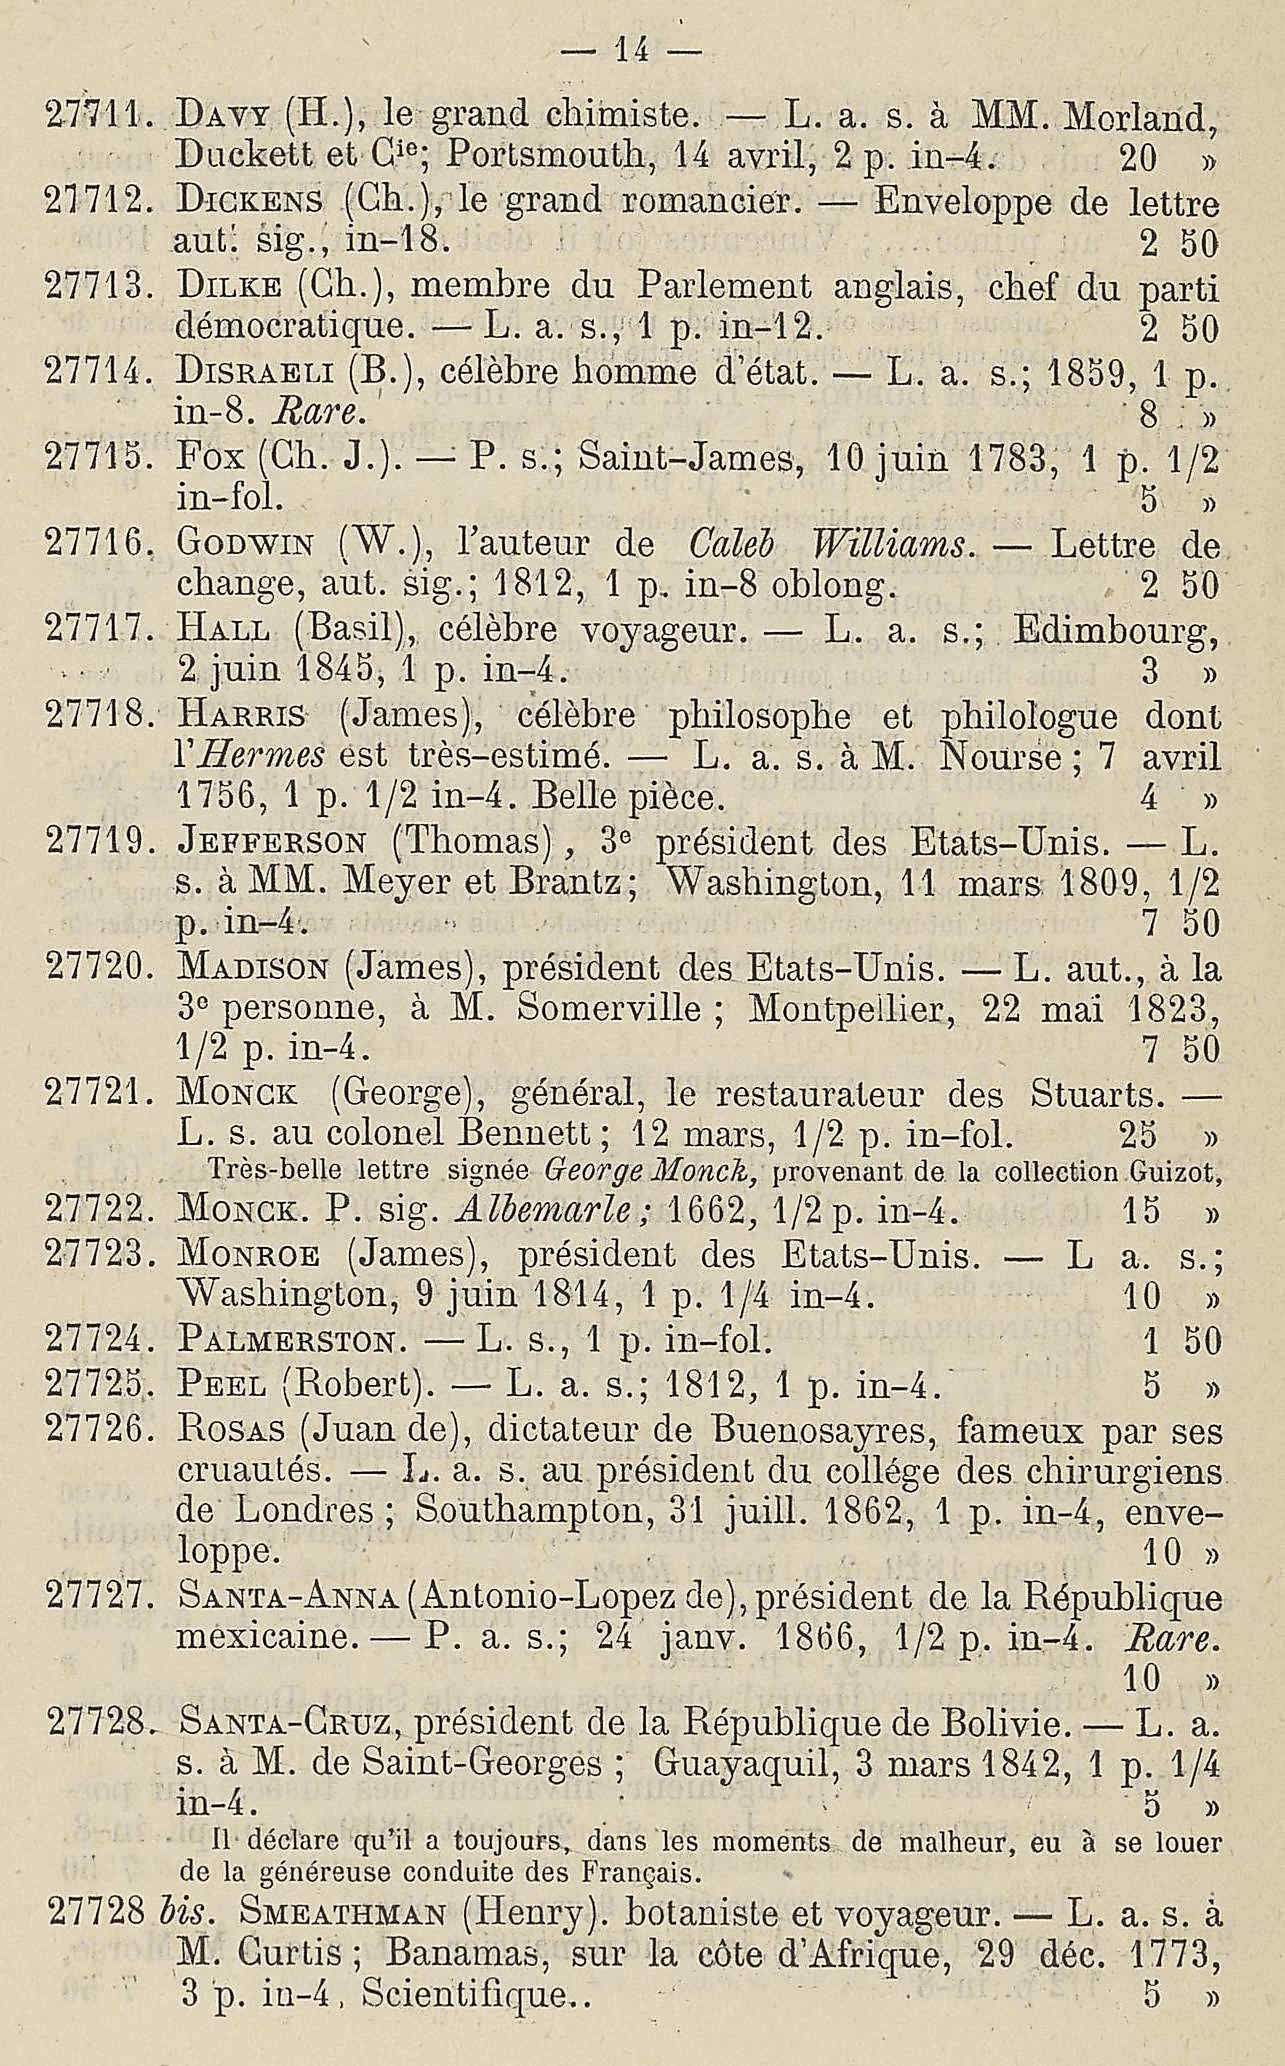 — 14 —
27711. DAVY (H.), le grand chimiste. — L. a. s. à MM. Morland,
Duckett et Cie; Portsmouth, 14 avril, 2 p. in-4. 20 »
27712. DICKENS (Ch.), le grand romancier. — Enveloppe de lettre
aut. sig., in-18. 2 50
27713. DILKE (Ch.), membre du Parlement anglais, chef du parti
démocratique. — L. a. s., 1 p. in-12. 2 50
27714. DISRAELI (B.), célèbre homme d'état. — L. a. s.; 1859, 1 p.
in-8. Rare. 8 »
27715. FOX (Ch. J.). — P. s.; Saint-James, 10 juin 1783, 1 p. 1/2
in-fol. 5 »
27716. GODWIN (W.), l'auteur de Caleb Williams. — Lettre de
change, aut. sig.; 1812, 1 p. in-8 oblong. 2 50
27717. HALL (Basil), célèbre voyageur. — L. a. s.; Edimbourg,
2 juin 1845, 1 p. in-4. 3 »
27718. HARRIS (James), célèbre philosophe et philologue dont
l'Hermes est très-estimé. — L. a. s. à M. Nourse; 7 avril
1756, 1 p. 1/2 in-4. Belle pièce. 4 »
27719. JEFFERSON (Thomas), 3e président des Etats-Unis. — L.
s. à MM. Meyer et Brantz; Washington, 11 mars 1809, 1/2
p. in-4. 7 50
27720. MADISON (James), président des Etats-Unis. — L. aut., à la
3e personne, à M. Somerville; Montpellier, 22 mai 1823,
1/2 p. in-4. 7 50
27721. MONCK (George), général, le restaurateur des Stuarts. —
L. s. au colonel Bennett; 12 mars, 1/2 p. in-fol. 25 »
Très-belle lettre signée George Monck, provenant de la collection Guizot,
27722. MONCK. P. sig. Albemarle; 1662, 1/2 p. in-4. 15 »
27723. MONROE (James), président des Etats-Unis. — L a. s.;
Washington, 9 juin 1814, 1 p. 1/4 in-4. 10 »
27724. PALMERSTON. — L. s., 1 p. in-fol. 1 50
27725. PEEL (Robert). — L. a. s.; 1812, 1 p. in-4. 5 »
27726. ROSAS (Juan de), dictateur de Buenosayres, fameux par ses
cruautés. — L. a. s. au président du collége des chirurgiens
de Londres; Southampton, 31 juill. 1862, 1 p. in-4, enve-
loppe. 10 »
27727. SANTA-ANNA (Antonio-Lopez de), président de la République
mexicaine. — P. a. s.; 24 janv. 1866, 1/2 p. in-4. Rare.
10 »
27728. SANTA-CRUZ, président de la République de Bolivie. — L. a.
s. à M. de Saint-Georges; Guayaquil, 3 mars 1842, 1 p. 1/4
in-4. 5 »
Il déclare qu'il a toujours, dans les moments de malheur, eu à se louer
de la généreuse conduite des Français.
27728 bis. SMEATHMAN (Henry). botaniste et voyageur. — L. a. s. à
M. Curtis; Banamas, sur la côte d'Afrique, 29 déc. 1773,
3 p. in-4, Scientifique.. 5 »